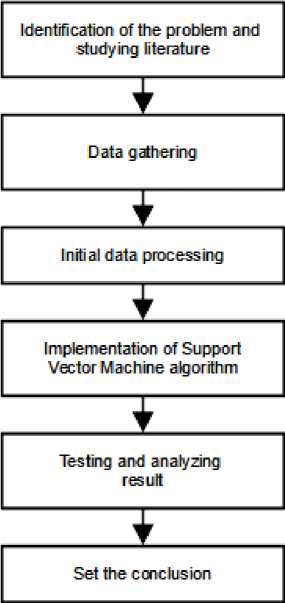 Identification of the problem and
studying literature
Data gathering
Initial data processing
Implementation of Support
Vector Machine algorithm
Testing and analyzing
result
Set the conclusion